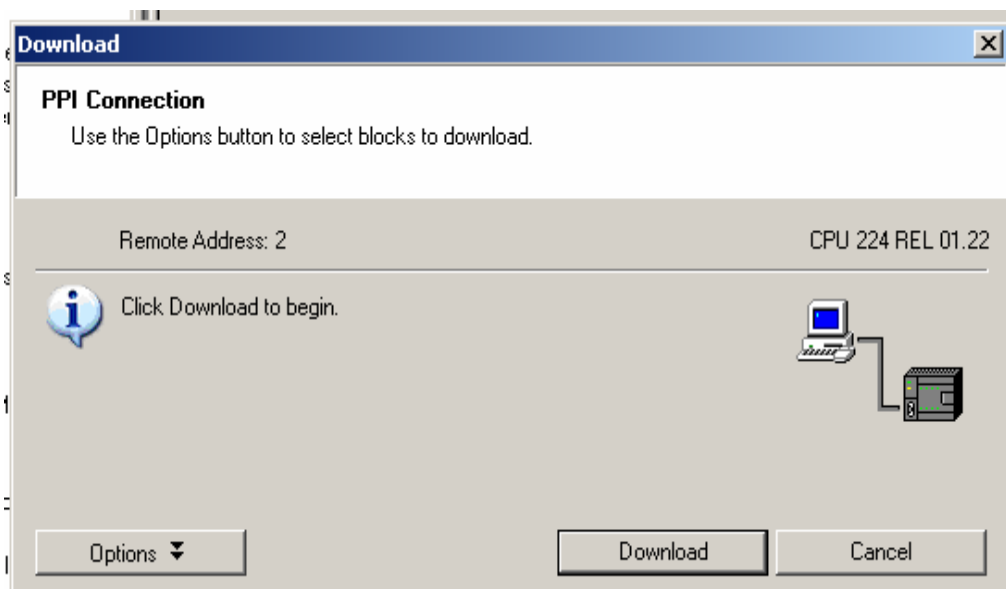 Download
PPI Connection
Use the Options button to select blocks to download.
Remote Address: 2
CPU 224 REL 01.22
Click Download to begin.
Options
Download
Cancel